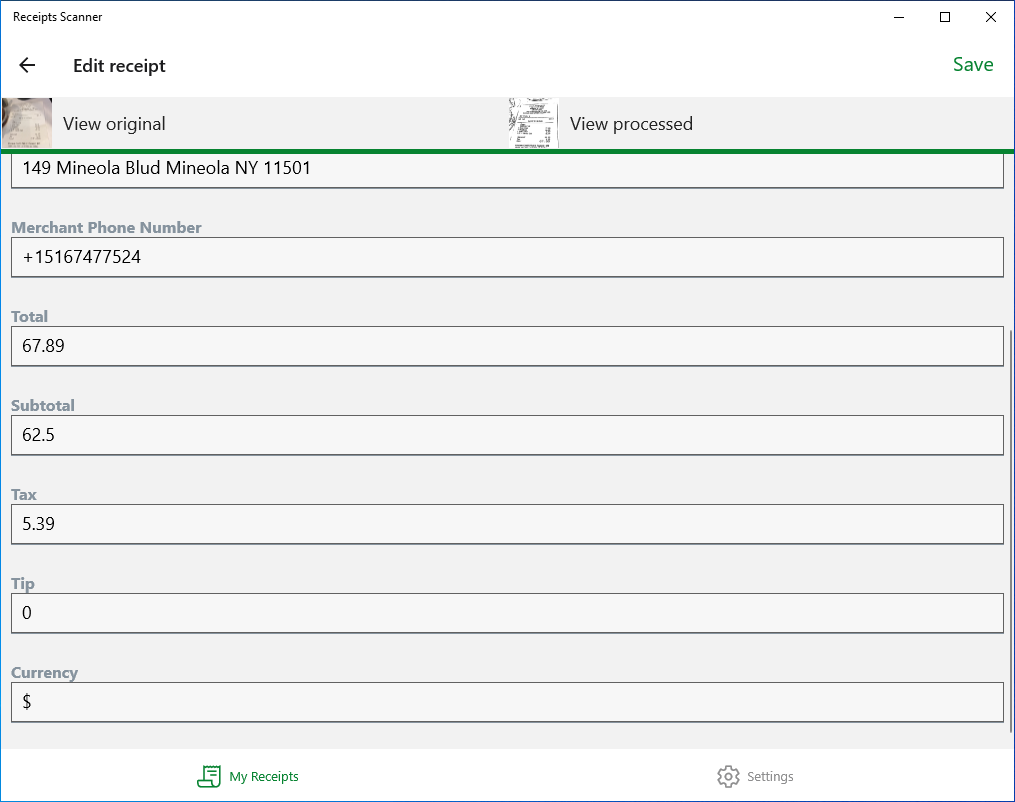 Receipts Scanner
Edit receipt
Save
View original
View processed
149 Mineola Blud Mineola NY 11501
Merchant Phone Number
+15167477524
Total
67.89
Subtotal
62.5
Tax
5.39
Tip
0
Currency
$
My Receipts
Settings